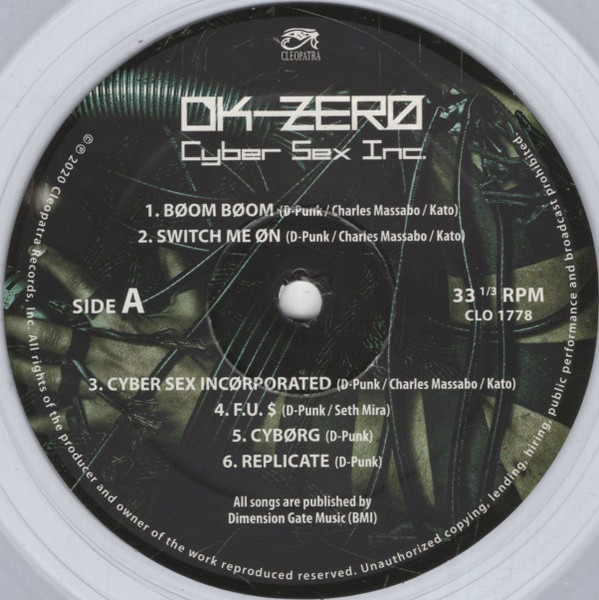 CLEOPATRA
OK-ZERØ
Cyber Sex Inc.
1. BØOM BØOM (D-Punk / Charles Massabo / Kato)
2. SWITCH ME ØN (D-Punk / Charles Massabo / Kato)
SIDE A
33 1/3 RPM
CLO 1778
3. CYBER SEX INCØRPORATED (D-Punk / Charles Massabo / Kato)
4. F.U. $ (D-Punk / Seth Mira)
5. CYBØRG (D-Punk)
6. REPLICATE (D-Punk)
All songs are published by
Dimension Gate Music (BMI)
℗© 2020 Cleopatra Records, Inc. All rights of the producer and owner of the work reproduced reserved. Unauthorized copying, lending, hiring, public performance and broadcast prohibited